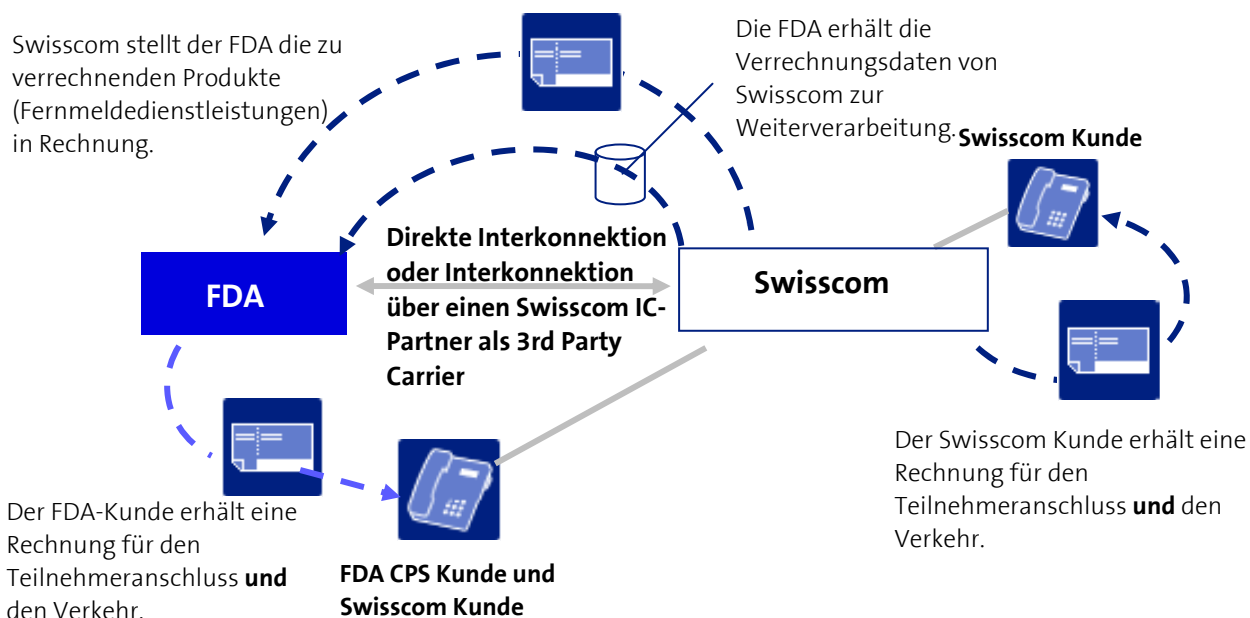 Swisscom stellt der FDA die zu
verrechnenden Produkte
(Fernmeldedienstleistungen)
in Rechnung.
Die FDA erhält die
Verrechnungsdaten von
Swisscom zur
Weiterverarbeitung.
Swisscom Kunde
Direkte Interkonnektion
oder Interkonnektion
über einen Swisscom IC-
Partner als 3rd Party
Carrier
FDA
Swisscom
Der Swisscom Kunde erhält eine
Rechnung für den
Teilnehmeranschluss und den
Verkehr.
Der FDA-Kunde erhält eine
Rechnung für den
Teilnehmeranschluss und
den Verkehr.
FDA CPS Kunde und
Swisscom Kunde